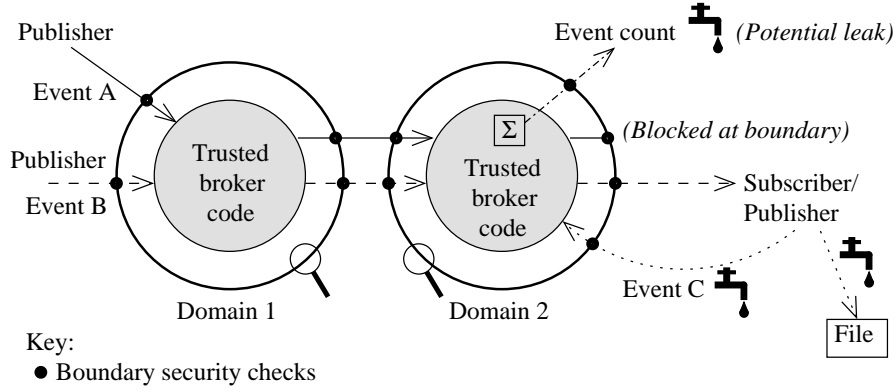 Publisher
Event count
(Potential leak)
Event A
Σ
(Blocked at boundary)
Publisher
Trusted
broker
code
Trusted
broker
code
Event B
Subscriber/
Publisher
Event C
Domain 1
Domain 2
File
Key:
Boundary security checks